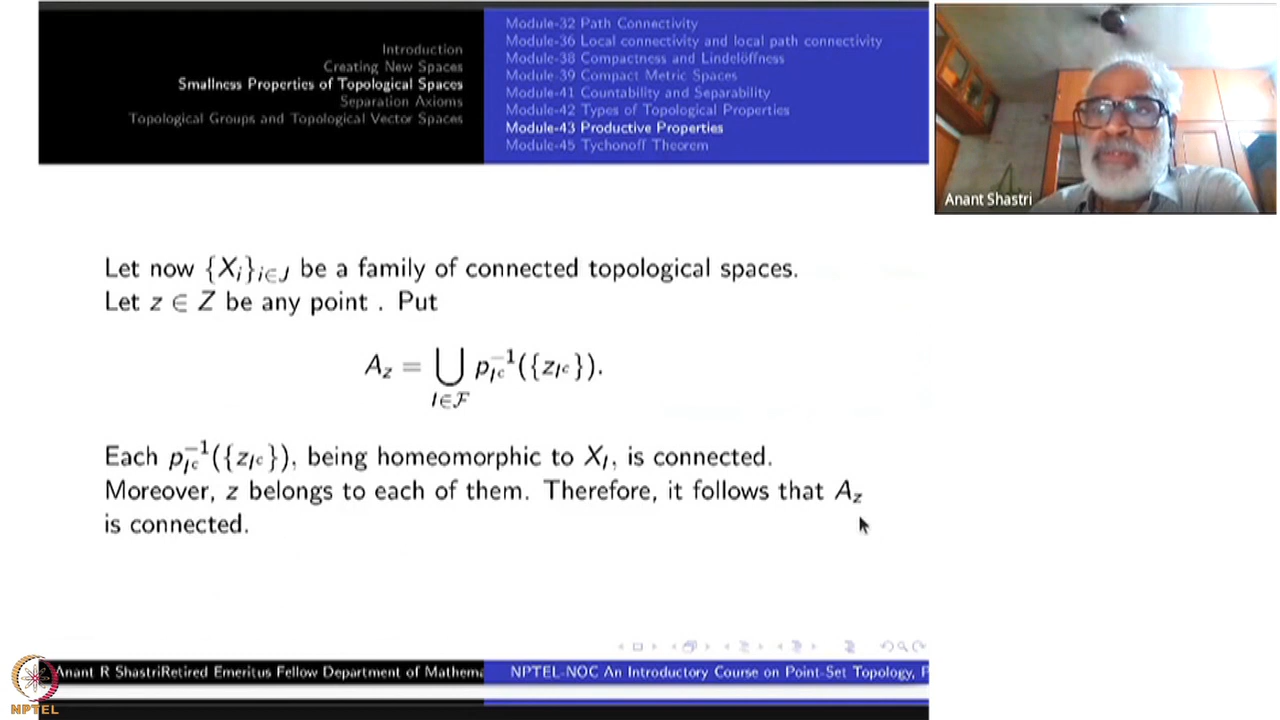 Introduction
Creating New Spaces
Smallness Properties of Topological Spaces
Separation Axioms
Topological Groups and Topological Vector Spaces
Module-32 Path Connectivity
Module-36 Local connectivity and local path connectivity
Module-38 Compactness and Lindelöffness
Module-39 Compact Metric Spaces
Module-41 Countability and Separability
Module-42 Types of Topological Properties
Module-43 Productive Properties
Module-45 Tychonoff Theorem
Anant Shastri
Let now {X_i}_{i∈J} be a family of connected topological spaces.
Let z ∈ Z be any point . Put
A_z = ⋃_{I∈𝓕} p_{I^c}^{-1}({z_{I^c}}).
Each p_{I^c}^{-1}({z_{I^c}}), being homeomorphic to X_I, is connected.
Moreover, z belongs to each of them. Therefore, it follows that A_z
is connected.
Anant R ShastriRetired Emeritus Fellow Department of Mathema
NPTEL-NOC An Introductory Course on Point-Set Topology, P
NPTEL